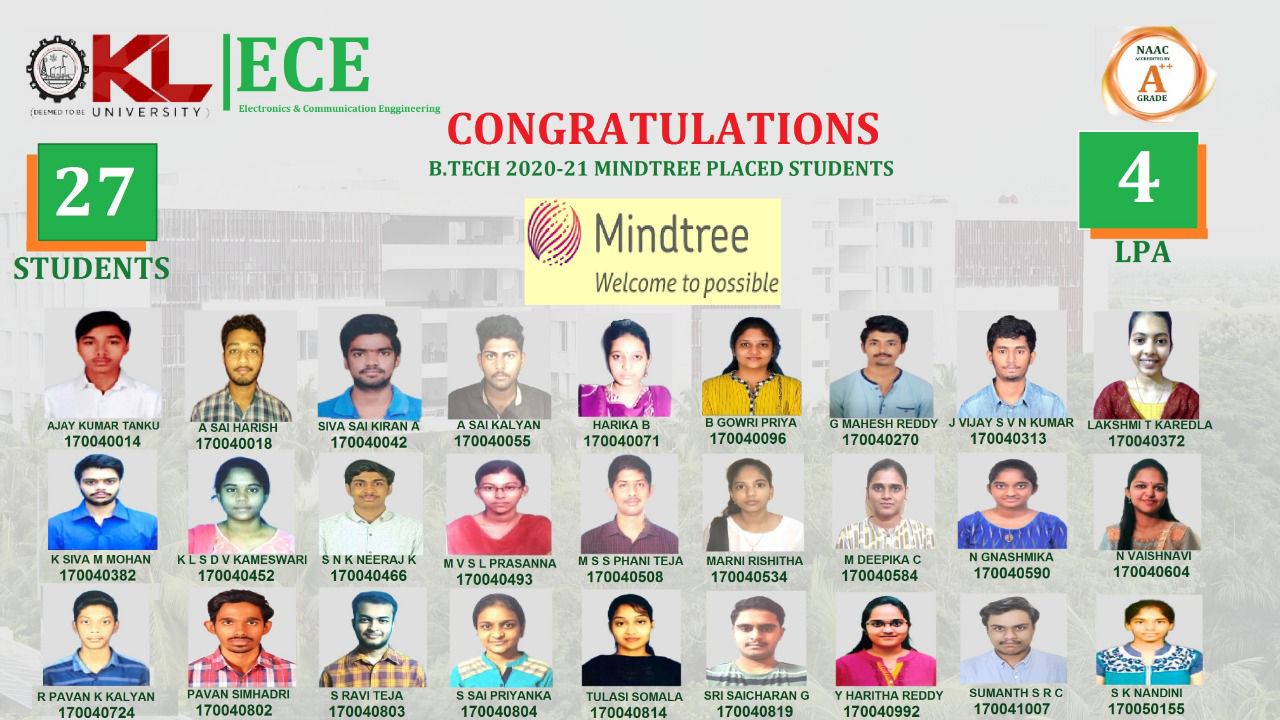 KL
(DEEMED TO BE UNIVERSITY)
ECE
Electronics & Communication Enggineering
NAAC
ACCREDITED BY
A++
GRADE
CONGRATULATIONS
B.TECH 2020-21 MINDTREE PLACED STUDENTS
27
STUDENTS
4
LPA
Mindtree
Welcome to possible
AJAY KUMAR TANKU
170040014
A SAI HARISH
170040018
SIVA SAI KIRAN A
170040042
A SAI KALYAN
170040055
HARIKA B
170040071
B GOWRI PRIYA
170040096
G MAHESH REDDY
170040270
J VIJAY S V N KUMAR
170040313
LAKSHMI T KAREDLA
170040372
K SIVA M MOHAN
170040382
K L S D V KAMESWARI
170040452
S N K NEERAJ K
170040466
M V S L PRASANNA
170040493
M S S PHANI TEJA
170040508
MARNI RISHITHA
170040534
M DEEPIKA C
170040584
N GNASHMIKA
170040590
N VAISHNAVI
170040604
R PAVAN K KALYAN
170040724
PAVAN SIMHADRI
170040802
S RAVI TEJA
170040803
S SAI PRIYANKA
170040804
TULASI SOMALA
170040814
SRI SAICHARAN G
170040819
Y HARITHA REDDY
170040992
SUMANTH S R C
170041007
S K NANDINI
170050155